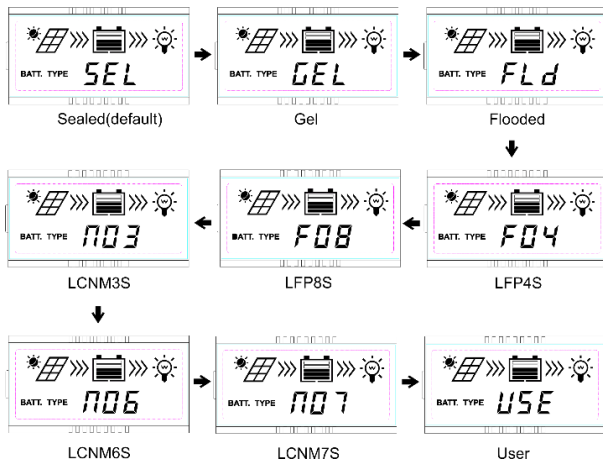 BATT. TYPE SEL
Sealed(default)
BATT. TYPE GEL
Gel
BATT. TYPE FLd
Flooded
BATT. TYPE N03
LCNM3S
BATT. TYPE F08
LFP8S
BATT. TYPE F04
LFP4S
BATT. TYPE N06
LCNM6S
BATT. TYPE N07
LCNM7S
BATT. TYPE USE
User